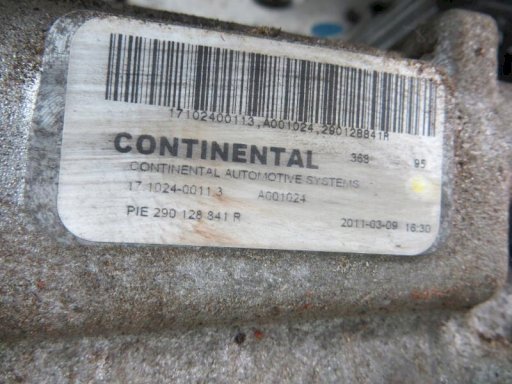 17102400113,A001024,290128841R
CONTINENTAL 368 95
CONTINENTAL AUTOMOTIVE SYSTEMS
17.1024-0011.3 A001024
PIE 290 128 841 R 2011-03-09 16:30